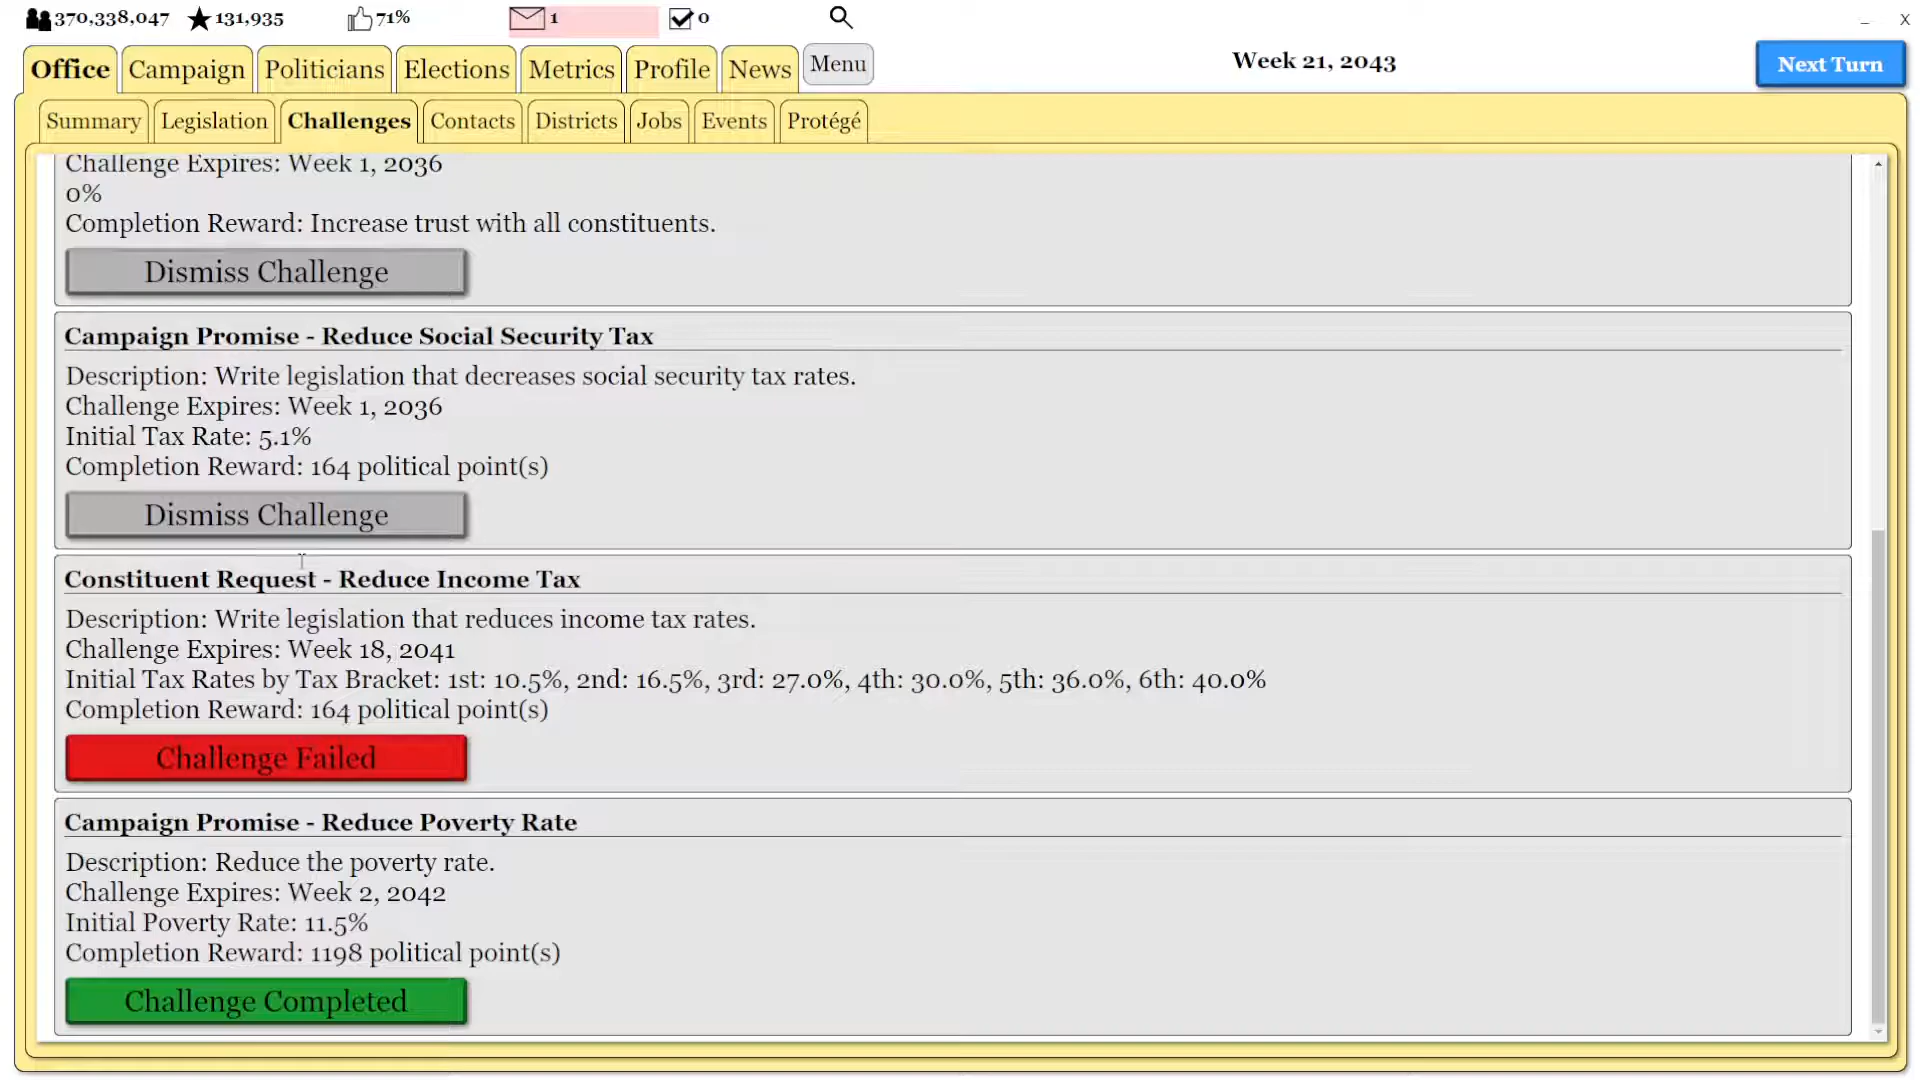 370,338,047 131,935 71% 1 0
_ X
Office Campaign Politicians Elections Metrics Profile News Menu
Week 21, 2043
Next Turn
Summary Legislation Challenges Contacts Districts Jobs Events Protégé
Challenge Expires: Week 1, 2036
0%
Completion Reward: Increase trust with all constituents.
Dismiss Challenge
Campaign Promise - Reduce Social Security Tax
Description: Write legislation that decreases social security tax rates.
Challenge Expires: Week 1, 2036
Initial Tax Rate: 5.1%
Completion Reward: 164 political point(s)
Dismiss Challenge
Constituent Request - Reduce Income Tax
Description: Write legislation that reduces income tax rates.
Challenge Expires: Week 18, 2041
Initial Tax Rates by Tax Bracket: 1st: 10.5%, 2nd: 16.5%, 3rd: 27.0%, 4th: 30.0%, 5th: 36.0%, 6th: 40.0%
Completion Reward: 164 political point(s)
Challenge Failed
Campaign Promise - Reduce Poverty Rate
Description: Reduce the poverty rate.
Challenge Expires: Week 2, 2042
Initial Poverty Rate: 11.5%
Completion Reward: 1198 political point(s)
Challenge Completed